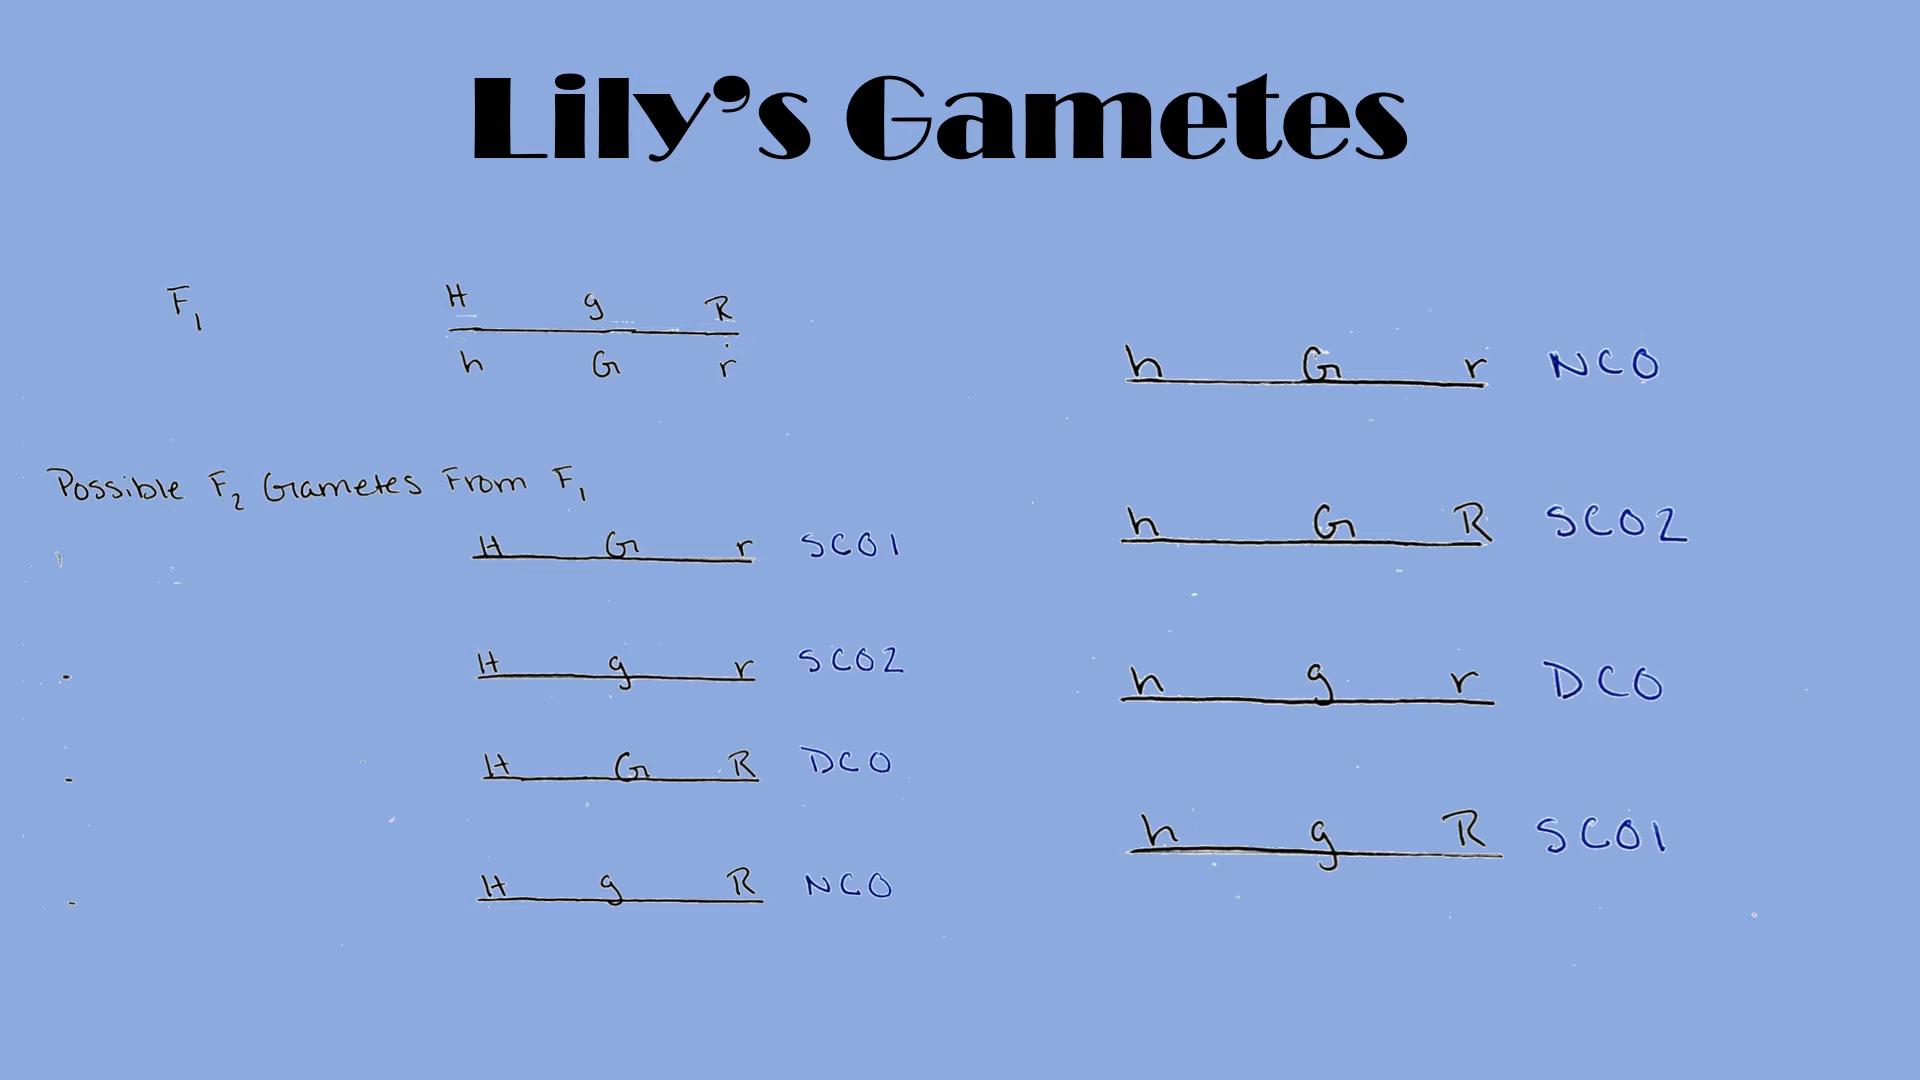 Lily's Gametes
F1
H g R
h G r
Possible F2 Gametes From F1
H G r SCO1
H g r SCO2
H G R DCO
H g R NCO
h G r NCO
h G R SCO2
h g r DCO
h g R SCO1